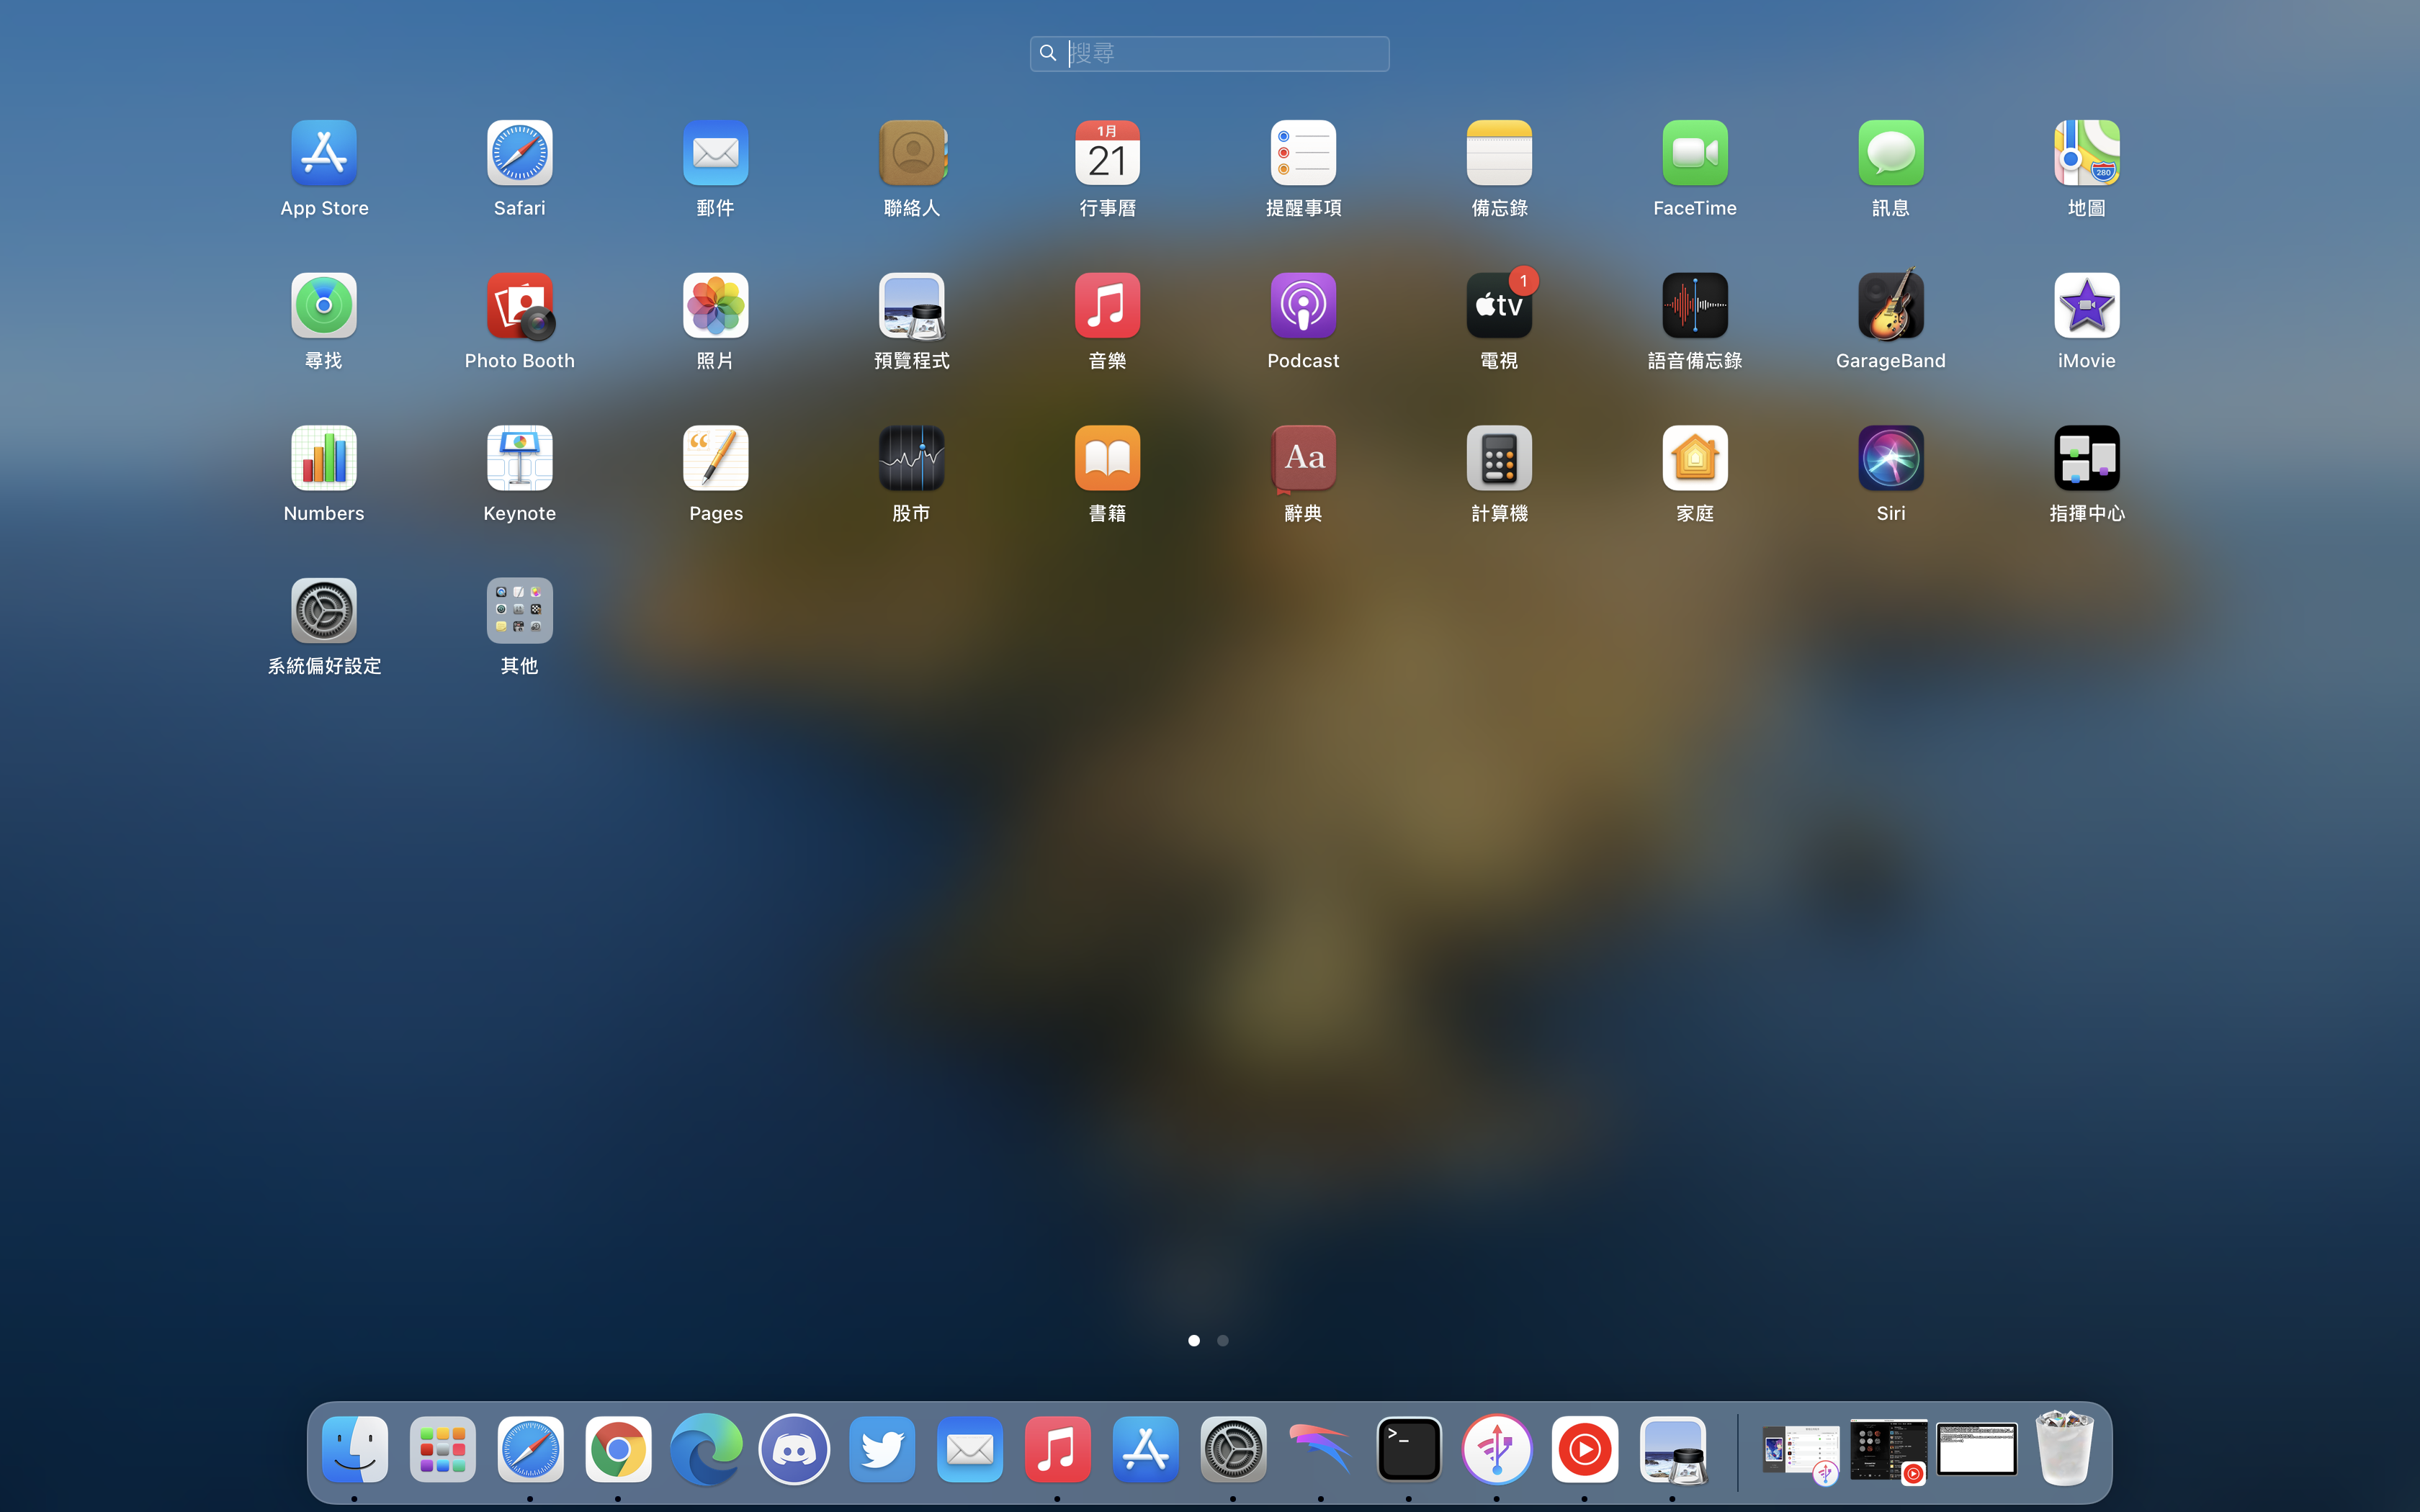 搜尋
1月
21
280
App Store
Safari
郵件
聯絡人
行事曆
提醒事項
備忘錄
FaceTime
訊息
地圖
tv
1
尋找
Photo Booth
照片
預覽程式
音樂
Podcast
電視
語音備忘錄
GarageBand
iMovie
Aa
Numbers
Keynote
Pages
股市
書籍
辭典
計算機
家庭
Siri
指揮中心
系統偏好設定
其他
>_